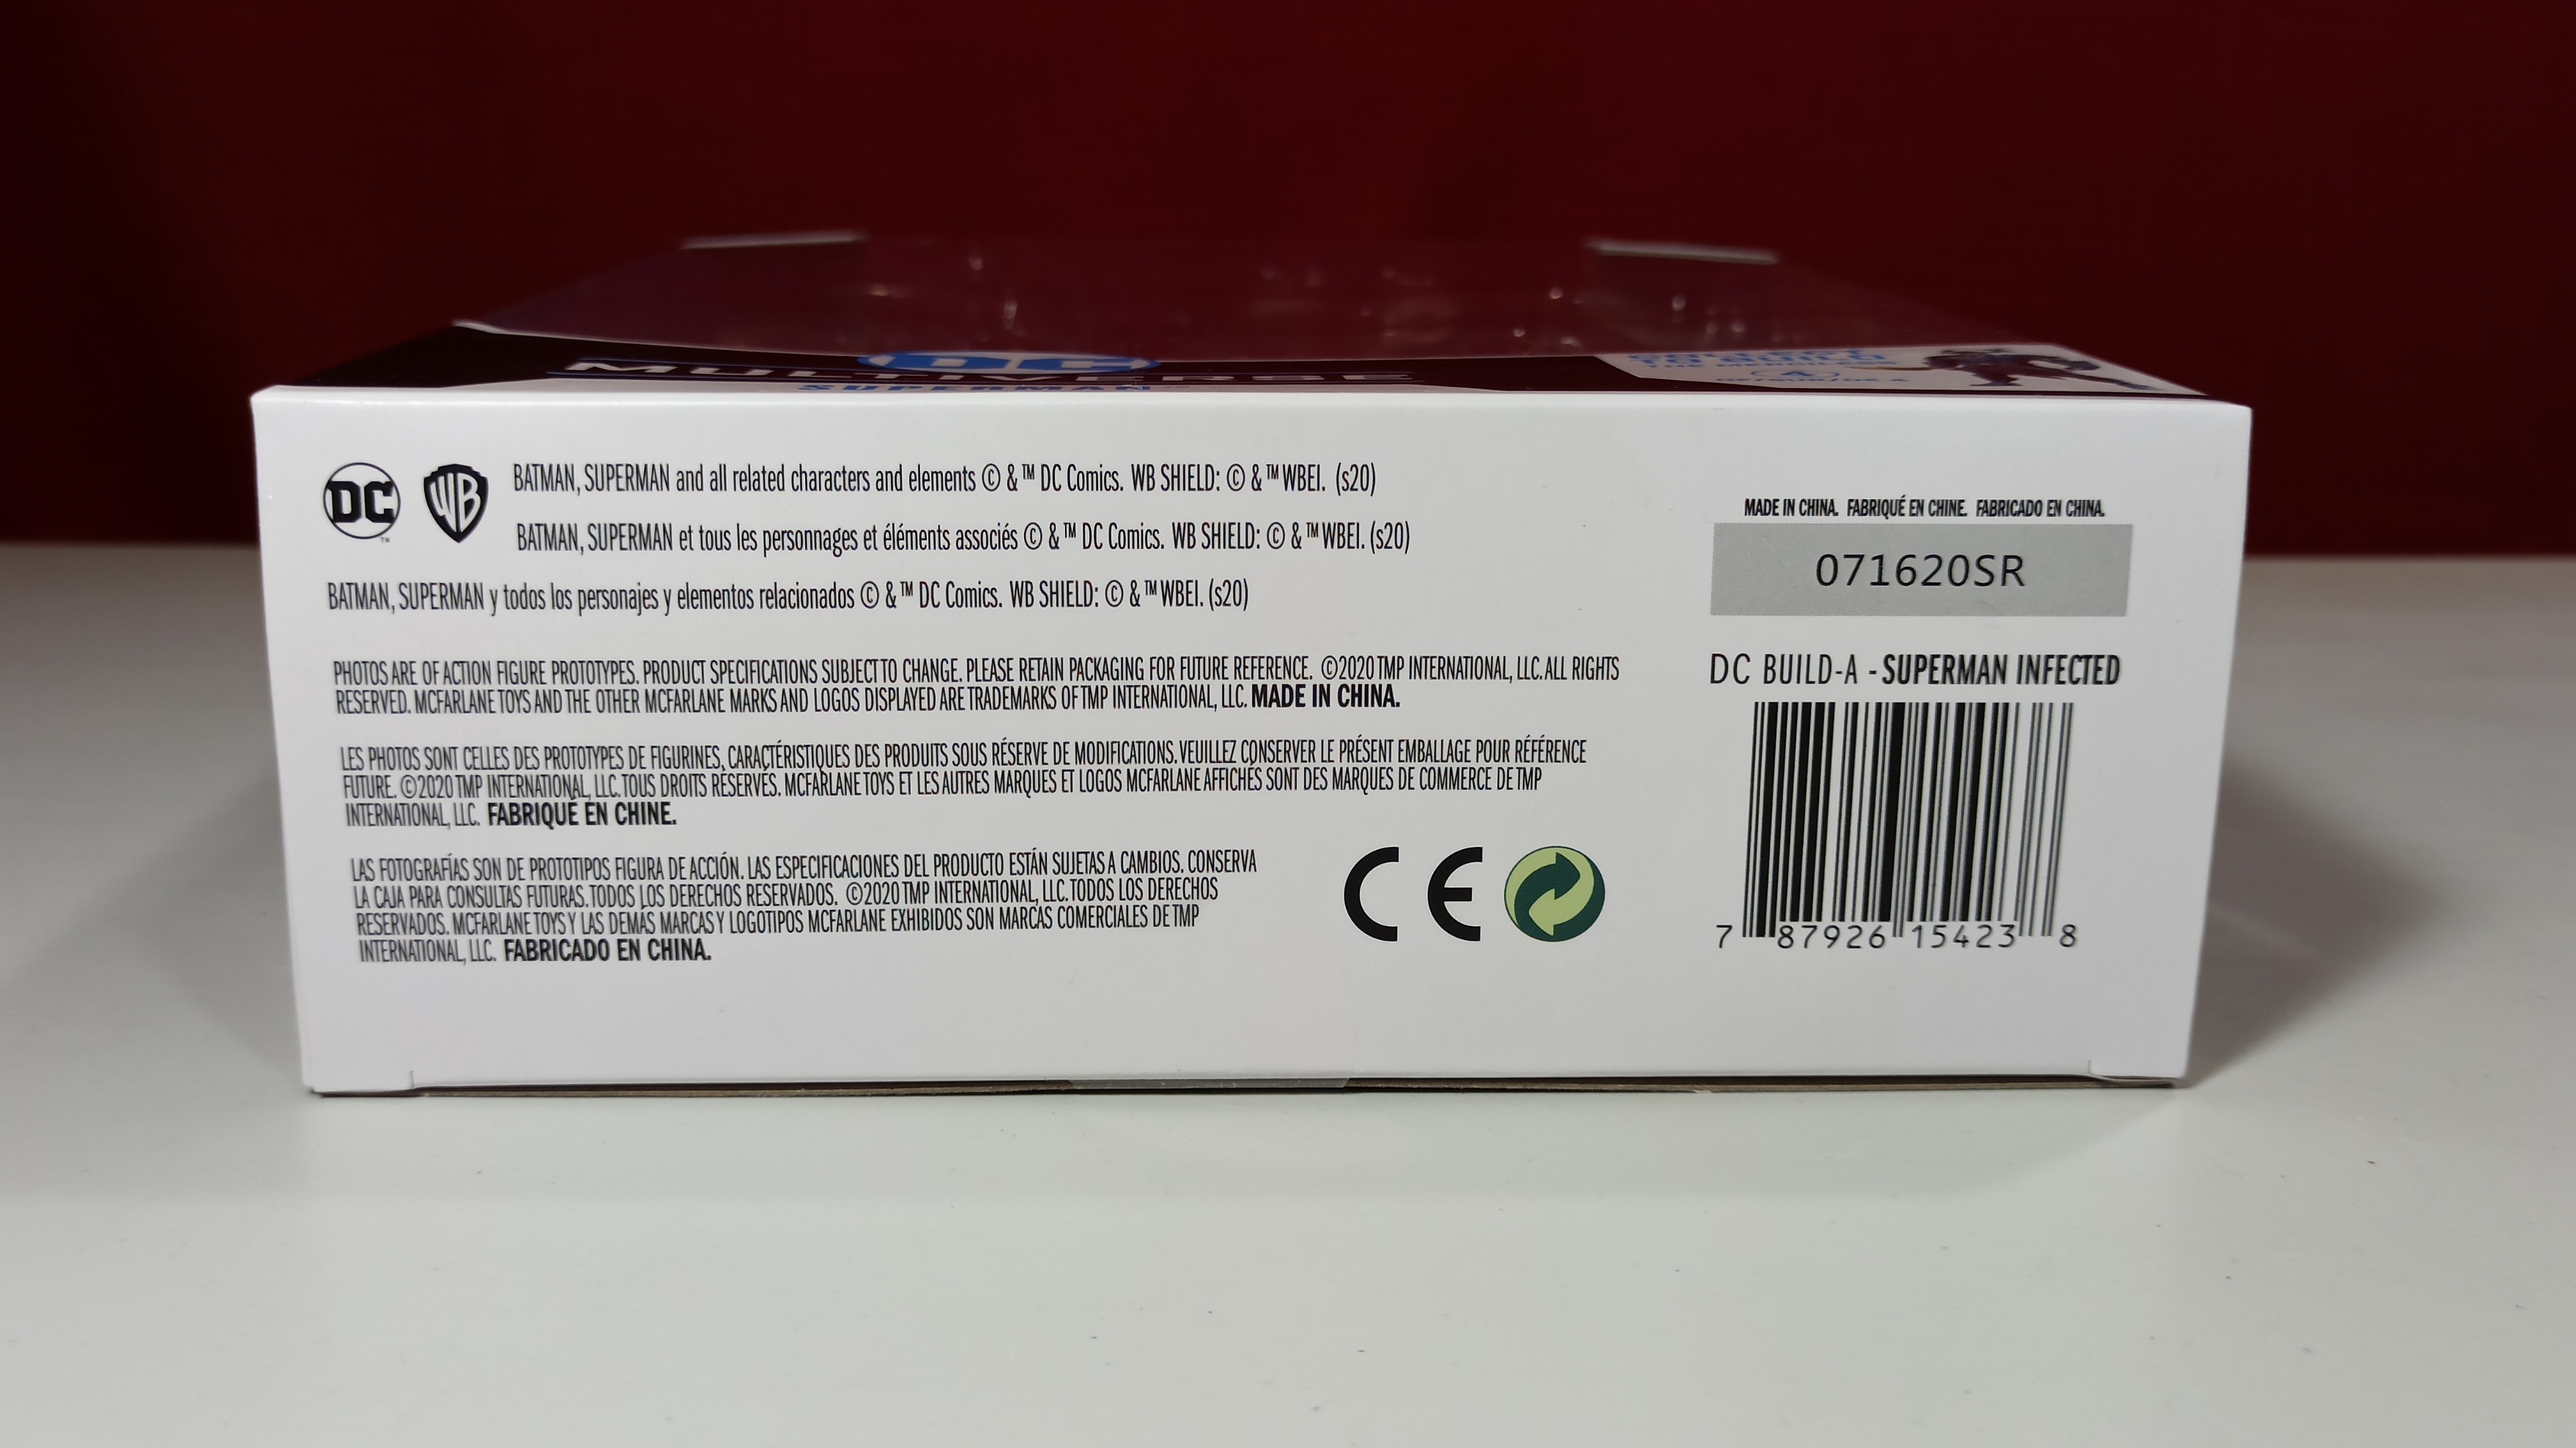 DC
MULTIVERSE
SUPERMAN
4
DC
WB
BATMAN, SUPERMAN and all related characters and elements © & ™ DC Comics. WB SHIELD: © & ™ WBEI. (s20)
BATMAN, SUPERMAN et tous les personnages et éléments associés © & ™ DC Comics. WB SHIELD: © & ™ WBEI. (s20)
BATMAN, SUPERMAN y todos los personajes y elementos relacionados © & ™ DC Comics. WB SHIELD: © & ™ WBEI. (s20)
PHOTOS ARE OF ACTION FIGURE PROTOTYPES. PRODUCT SPECIFICATIONS SUBJECT TO CHANGE. PLEASE RETAIN PACKAGING FOR FUTURE REFERENCE. ©2020 TMP INTERNATIONAL, LLC. ALL RIGHTS
RESERVED. MCFARLANE TOYS AND THE OTHER MCFARLANE MARKS AND LOGOS DISPLAYED ARE TRADEMARKS OF TMP INTERNATIONAL, LLC. MADE IN CHINA.
LES PHOTOS SONT CELLES DES PROTOTYPES DE FIGURINES, CARACTÉRISTIQUES DES PRODUITS SOUS RÉSERVE DE MODIFICATIONS. VEUILLEZ CONSERVER LE PRÉSENT EMBALLAGE POUR RÉFÉRENCE
FUTURE. ©2020 TMP INTERNATIONAL, LLC. TOUS DROITS RÉSERVÉS. MCFARLANE TOYS ET LES AUTRES MARQUES ET LOGOS MCFARLANE AFFICHÉS SONT DES MARQUES DE COMMERCE DE TMP
INTERNATIONAL, LLC. FABRIQUÉ EN CHINE.
LAS FOTOGRAFÍAS SON DE PROTOTIPOS FIGURA DE ACCIÓN. LAS ESPECIFICACIONES DEL PRODUCTO ESTÁN SUJETAS A CAMBIOS. CONSERVA
LA CAJA PARA CONSULTAS FUTURAS. TODOS LOS DERECHOS RESERVADOS. ©2020 TMP INTERNATIONAL, LLC. TODOS LOS DERECHOS
RESERVADOS. MCFARLANE TOYS Y LAS DEMÁS MARCAS Y LOGOTIPOS MCFARLANE EXHIBIDOS SON MARCAS COMERCIALES DE TMP
INTERNATIONAL, LLC. FABRICADO EN CHINA.
CE
MADE IN CHINA. FABRIQUÉ EN CHINE. FABRICADO EN CHINA.
071620SR
DC BUILD-A - SUPERMAN INFECTED
7 87926 15423 8